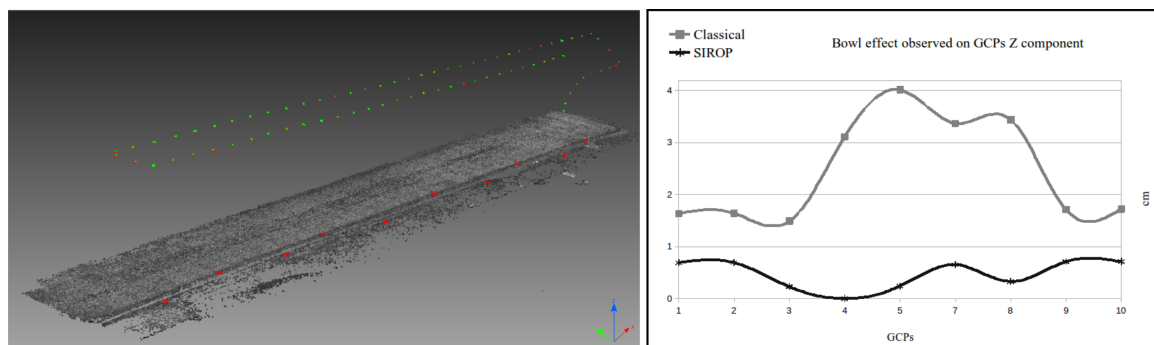 Classical
SIROP
Bowl effect observed on GCPs Z component
4
3
2
1
0
cm
1 2 3 4 5 7 8 9 10
GCPs